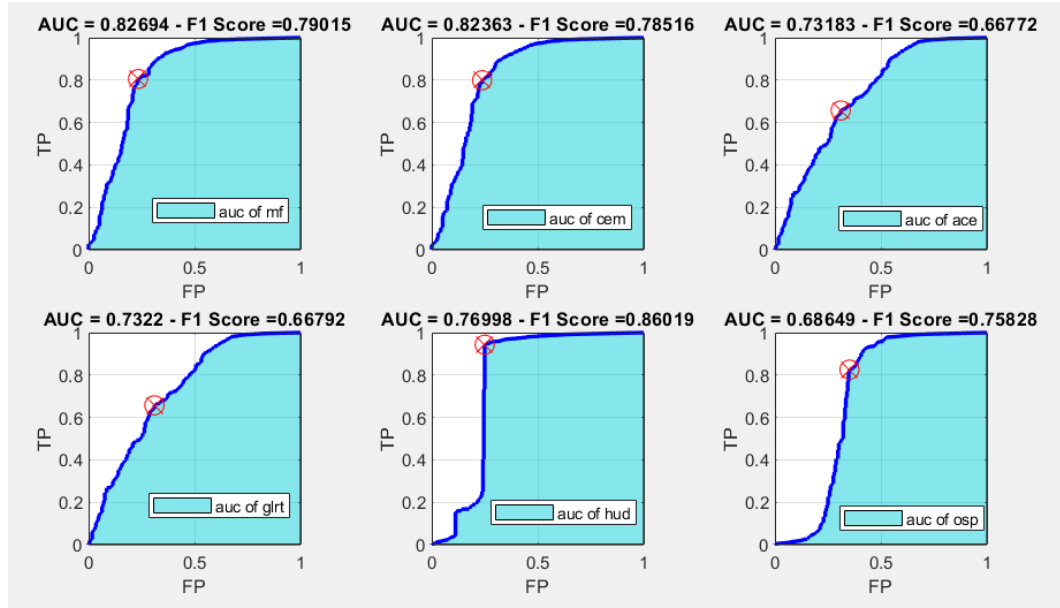 AUC = 0.82694 - F1 Score =0.79015
1
0.8
0.6
0.4
0.2
0
TP
auc of mf
0 0.5 1
FP
AUC = 0.82363 - F1 Score =0.78516
1
0.8
0.6
0.4
0.2
0
TP
auc of cem
0 0.5 1
FP
AUC = 0.73183 - F1 Score =0.66772
1
0.8
0.6
0.4
0.2
0
TP
auc of ace
0 0.5 1
FP
AUC = 0.7322 - F1 Score =0.66792
1
0.8
0.6
0.4
0.2
0
TP
auc of glrt
0 0.5 1
FP
AUC = 0.76998 - F1 Score =0.86019
1
0.8
0.6
0.4
0.2
0
TP
auc of hud
0 0.5 1
FP
AUC = 0.68649 - F1 Score =0.75828
1
0.8
0.6
0.4
0.2
0
TP
auc of osp
0 0.5 1
FP